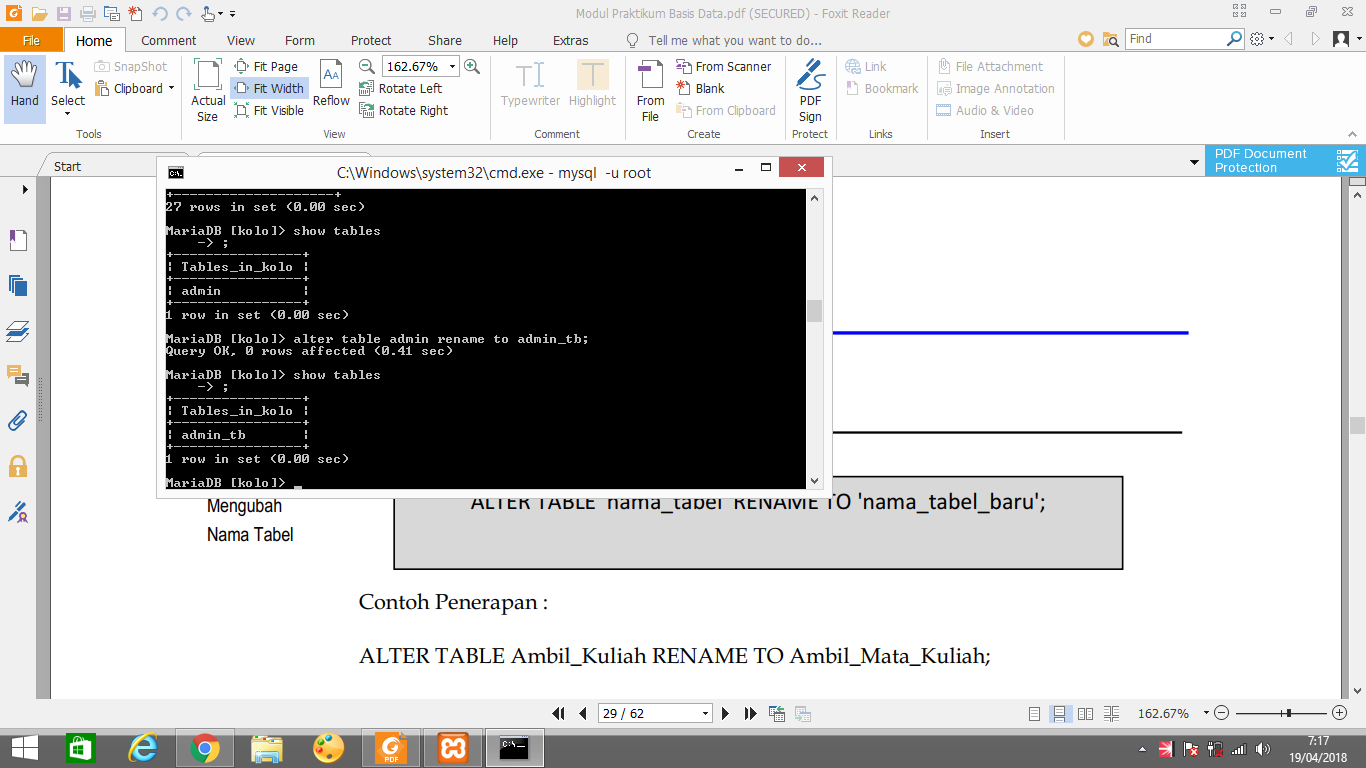 Modul Praktikum Basis Data.pdf (SECURED) - Foxit Reader
File Home Comment View Form Protect Share Help Extras Tell me what you want to do... Find
Hand
Select
SnapShot
Clipboard
Tools
Actual Size
Fit Page
Fit Width
Fit Visible
Reflow
162.67%
Rotate Left
Rotate Right
View
Typewriter
Highlight
Comment
From File
From Scanner
Blank
From Clipboard
Create
PDF Sign
Protect
Link
Bookmark
Links
File Attachment
Image Annotation
Audio & Video
Insert
Start
PDF Document Protection
C:\Windows\system32\cmd.exe - mysql -u root
+--------------------+
27 rows in set (0.00 sec)
MariaDB [kolo]> show tables
    -> ;
+----------------+
| Tables_in_kolo |
+----------------+
| admin          |
+----------------+
1 row in set (0.00 sec)
MariaDB [kolo]> alter table admin rename to admin_tb;
Query OK, 0 rows affected (0.41 sec)
MariaDB [kolo]> show tables
    -> ;
+----------------+
| Tables_in_kolo |
+----------------+
| admin_tb       |
+----------------+
1 row in set (0.00 sec)
MariaDB [kolo]> _
Mengubah
Nama Tabel
ALTER TABLE 'nama_tabel' RENAME TO 'nama_tabel_baru';
Contoh Penerapan :
ALTER TABLE Ambil_Kuliah RENAME TO Ambil_Mata_Kuliah;
29 / 62
162.67%
PDF
7:17
19/04/2018